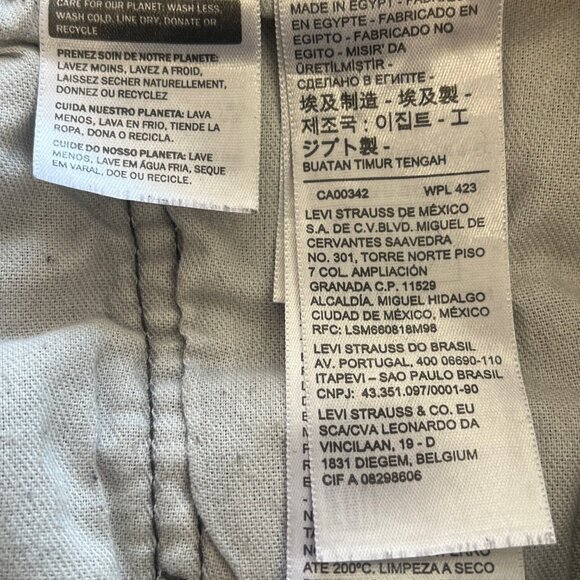 CARE FOR OUR PLANET: WASH LESS,
WASH COLD, LINE DRY, DONATE OR
RECYCLE
PRENEZ SOIN DE NOTRE PLANETE:
LAVEZ MOINS, LAVEZ A FROID,
LAISSEZ SECHER NATURELLEMENT,
DONNEZ OU RECYCLEZ
CUIDA NUESTRO PLANETA: LAVA
MENOS, LAVA EN FRIO, TIENDE LA
ROPA, DONA O RECICLA.
CUIDE DO NOSSO PLANETA: LAVE
MENOS, LAVE EM ÁGUA FRIA, SEQUE
EM VARAL, DOE OU RECICLE.
MADE IN EGYPT - FABRIQUÉ
EN EGYPTE - FABRICADO EN
EGIPTO - FABRICADO NO
EGITO - MISIR' DA
ÜRETİLMİŞTİR -
СДЕЛАНО В ЕГИПТЕ -
埃及制造 - 埃及製 -
제조국 : 이집트 - エ
ジプト製 -
BUATAN TIMUR TENGAH
CA00342 WPL 423
LEVI STRAUSS DE MÉXICO
S.A. DE C.V.BLVD. MIGUEL DE
CERVANTES SAAVEDRA
NO. 301, TORRE NORTE PISO
7 COL. AMPLIACIÓN
GRANADA C.P. 11529
ALCALDÍA. MIGUEL HIDALGO
CIUDAD DE MÉXICO, MÉXICO
RFC: LSM660818M98
LEVI STRAUSS DO BRASIL
AV. PORTUGAL, 400 06690-110
ITAPEVI – SAO PAULO BRASIL
CNPJ: 43.351.097/0001-90
LEVI STRAUSS & CO. EU
SCA/CVA LEONARDO DA
VINCILAAN, 19 - D
1831 DIEGEM, BELGIUM
CIF A 08298606
ATE 200ºC. LIMPEZA A SECO